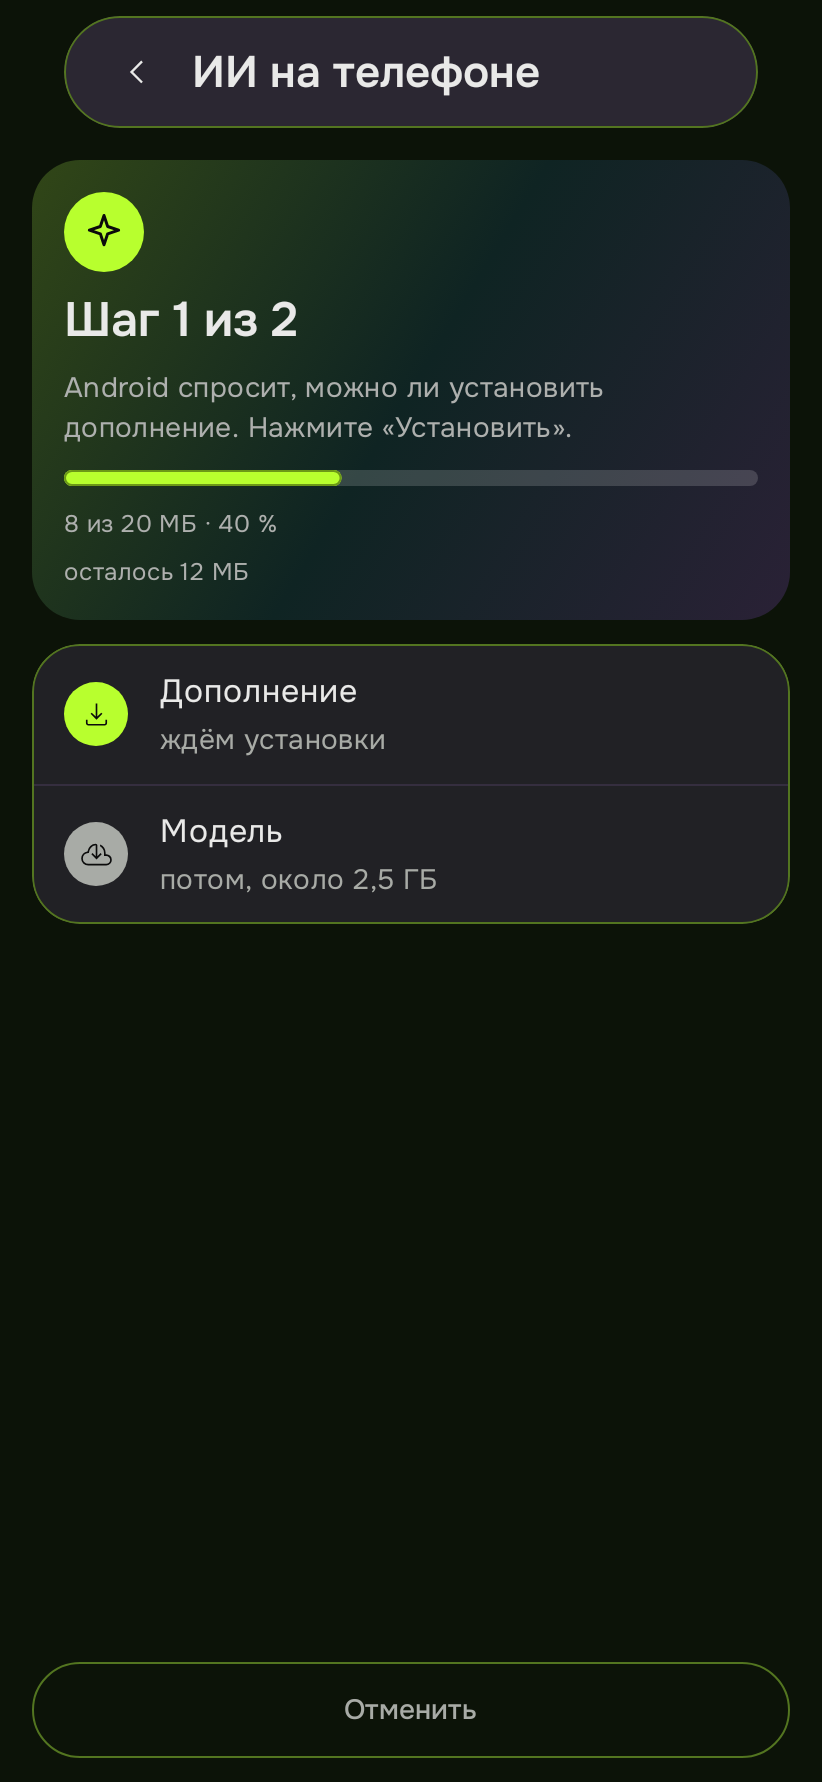 ИИ на телефоне
Шаг 1 из 2
Android спросит, можно ли установить
дополнение. Нажмите «Установить».
8 из 20 МБ · 40 %
осталось 12 МБ
Дополнение
ждём установки
Модель
потом, около 2,5 ГБ
Отменить